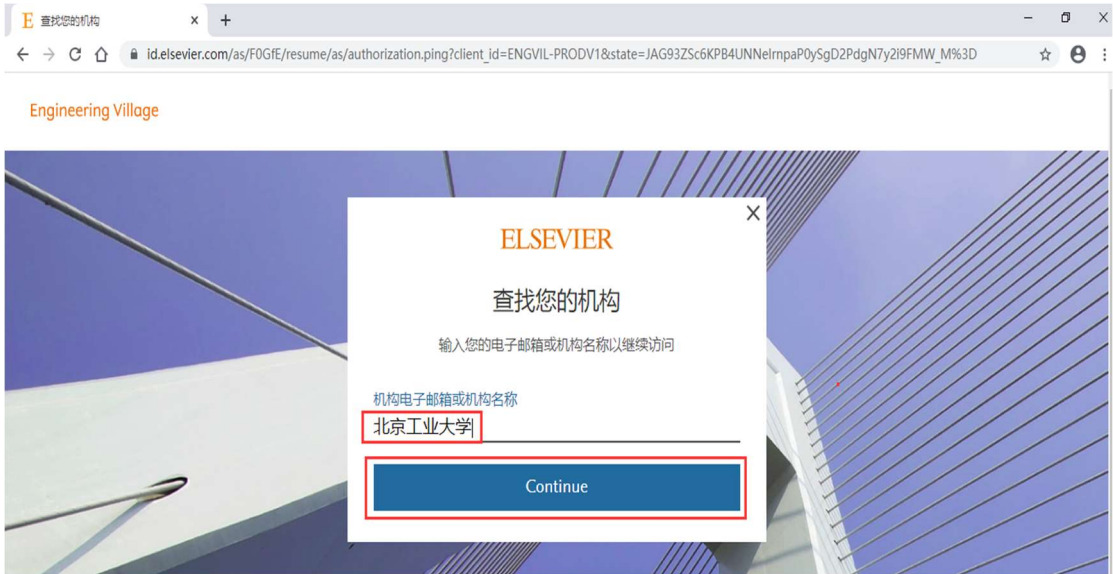 E 查找您的机构
id.elsevier.com/as/F0GfE/resume/as/authorization.ping?client_id=ENGVIL-PRODV1&state=JAG93ZSc6KPB4UNNelrnpaP0ySgD2PdgN7y2i9FMW_M%3D
Engineering Village
ELSEVIER
查找您的机构
输入您的电子邮箱或机构名称以继续访问
机构电子邮箱或机构名称
北京工业大学
Continue